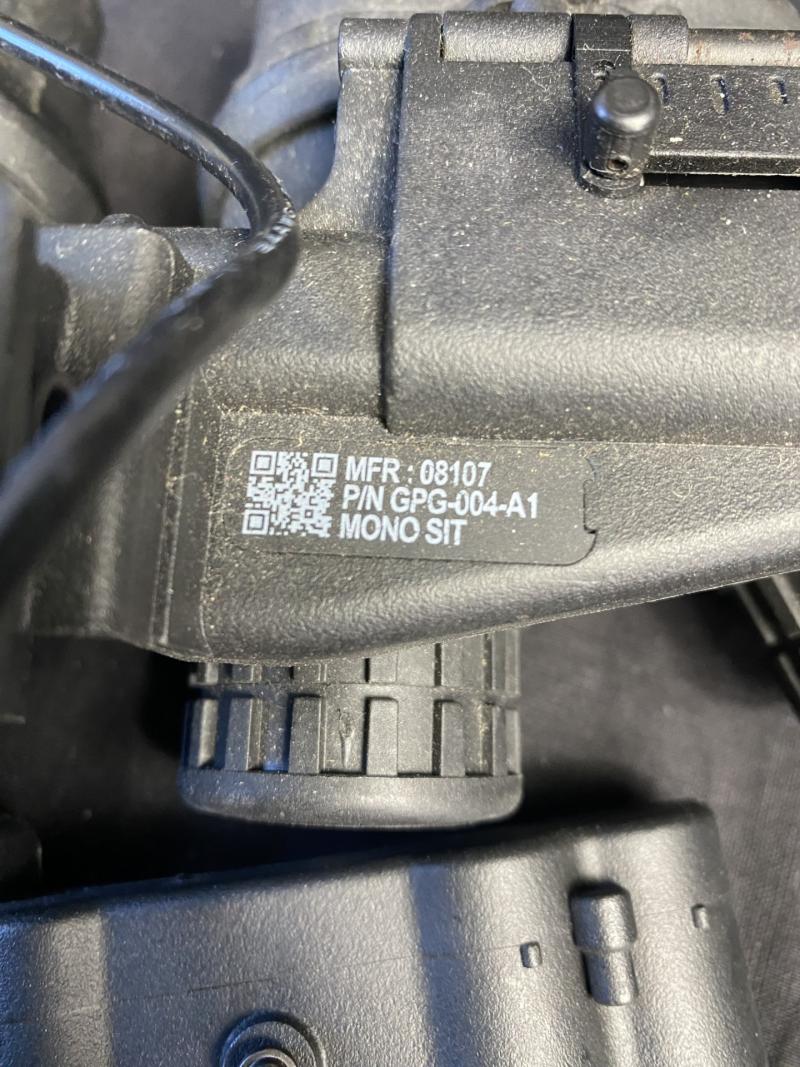 MFR : 08107
P/N GPG-004-A1
MONO SIT